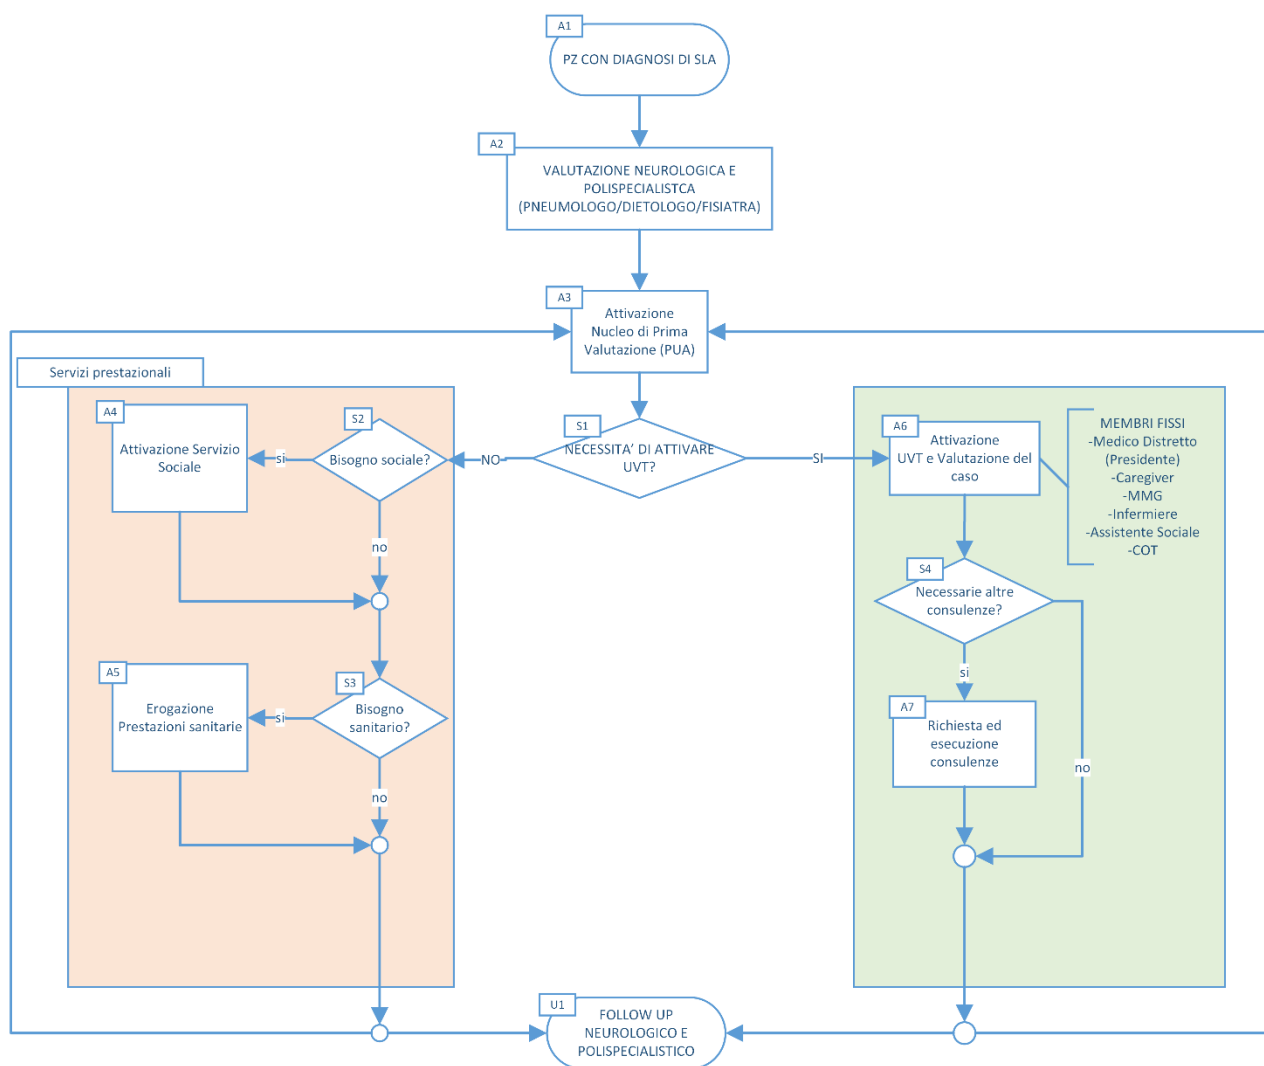 A1
PZ CON DIAGNOSI DI SLA
A2
VALUTAZIONE NEUROLOGICA E
POLISPECIALISTCA
(PNEUMOLOGO/DIETOLOGO/FISIATRA)
A3
Attivazione
Nucleo di Prima
Valutazione (PUA)
Servizi prestazionali
A4
Attivazione Servizio
Sociale
si
S2
Bisogno sociale?
NO
S1
NECESSITA’ DI ATTIVARE
UVT?
SI
A6
Attivazione
UVT e Valutazione del
caso
MEMBRI FISSI
-Medico Distretto
(Presidente)
-Caregiver
-MMG
-Infermiere
-Assistente Sociale
-COT
no
S4
Necessarie altre
consulenze?
si
no
A5
Erogazione
Prestazioni sanitarie
si
S3
Bisogno
sanitario?
no
A7
Richiesta ed
esecuzione
consulenze
U1
FOLLOW UP
NEUROLOGICO E
POLISPECIALISTICO